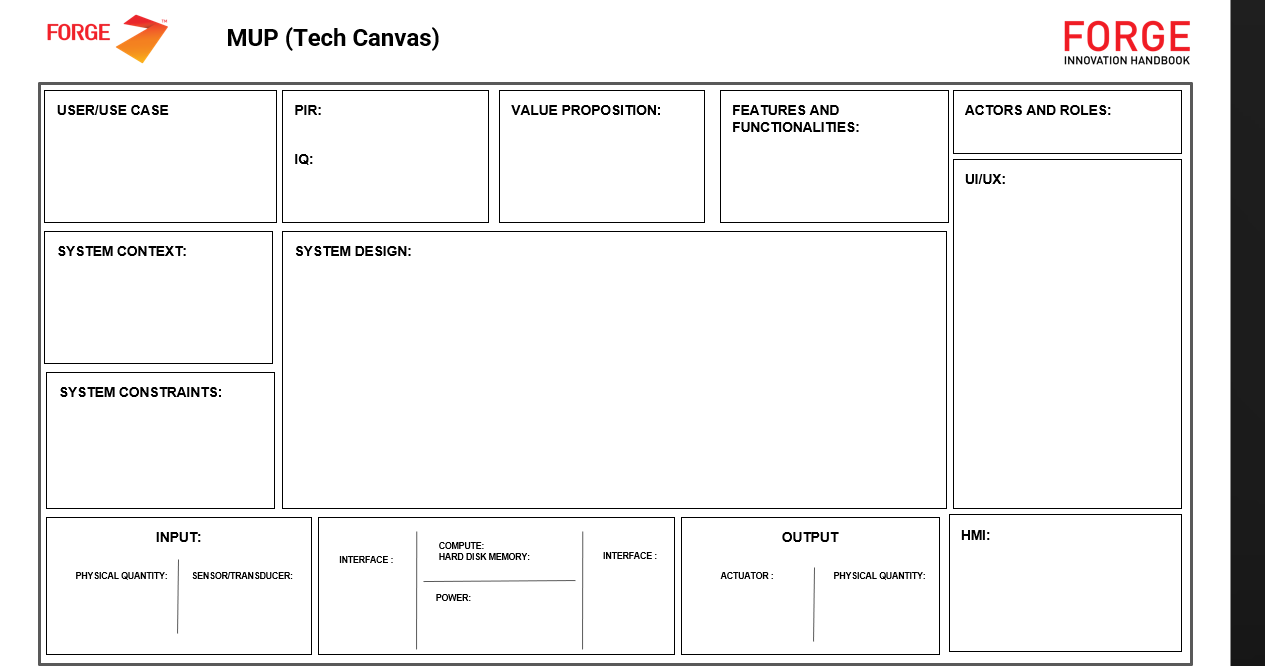 FORGE
TM
MUP (Tech Canvas)
FORGE
INNOVATION HANDBOOK
USER/USE CASE
PIR:
IQ:
VALUE PROPOSITION:
FEATURES AND
FUNCTIONALITIES:
ACTORS AND ROLES:
UI/UX:
SYSTEM CONTEXT:
SYSTEM DESIGN:
SYSTEM CONSTRAINTS:
INPUT:
PHYSICAL QUANTITY:
SENSOR/TRANSDUCER:
INTERFACE :
COMPUTE:
HARD DISK MEMORY:
POWER:
INTERFACE :
OUTPUT
ACTUATOR :
PHYSICAL QUANTITY:
HMI: